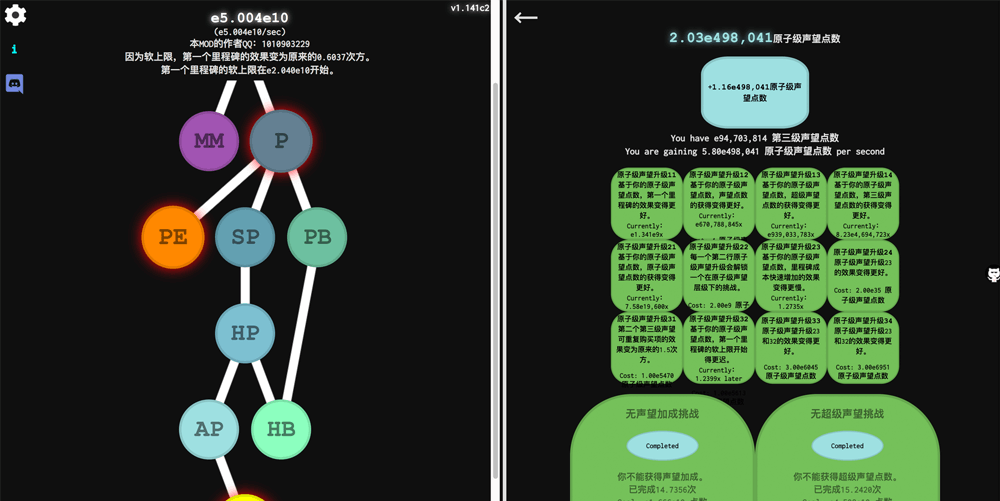 e5.004e10
v1.141c2
(e5.004e10/sec)
本MOD的作者QQ: 1010903229
因为软上限，第一个里程碑的效果变为原来的0.6037次方。
第一个里程碑的软上限在e2.040e10开始。
i
MM
P
PE
SP
PB
HP
AP
HB
2.03e498,041原子级声望点数
+1.16e498,041原子级声
望点数
You have e94,703,814 第三级声望点数
You are gaining 5.80e498,041 原子级声望点数 per second
原子级声望升级11
基于你的原子级声
望点数，第一个里
程碑的效果变得更
好。
Currently:
e1.341e9x
原子级声望升级12
基于你的原子级声
望点数，声望点数
的获得变得更好。
Currently:
e670,788,845x
原子级声望升级13
基于你的原子级声
望点数，超级声望
点数的获得变得更
好。
Currently:
e939,033,783x
原子级声望升级14
基于你的原子级声
望点数，第三级声
望点数的获得变得
更好。
Currently:
8.23e4,694,723x
原子级声望升级21
基于你的原子级声
望点数，原子级声
望点数的获得变得
更好。
Currently:
7.58e19,600x
原子级声望升级22
每一个第二行原子
级声望升级会解锁
一个在原子级声望
层级下的挑战。
Cost: 2.00e9 原子
原子级声望升级23
基于你的原子级声
望点数，里程碑成
本快速增加的效果
变得更慢。
Currently:
1.2735x
原子级声望升级24
原子级声望升级23
的效果变得更好。
Cost: 2.00e35 原
子级声望点数
原子级声望升级31
第二个第三级声望
可重复购买项的效
果变为原来的1.5次
方。
Cost: 1.00e5470
原子级声望点数
原子级声望升级32
基于你的原子级声
望点数，第一个里
程碑的软上限开始
得更迟。
Currently:
1.2399x later
原子级声望升级33
原子级声望升级23
和32的效果变得更
好。
Cost: 3.00e6045
原子级声望点数
原子级声望升级34
原子级声望升级23
和32的效果变得更
好。
Cost: 3.00e6951
原子级声望点数
无声望加成挑战
Completed
你不能获得声望加成。
已完成14.7356次
无超级声望挑战
Completed
你不能获得超级声望点数。
已完成15.2420次